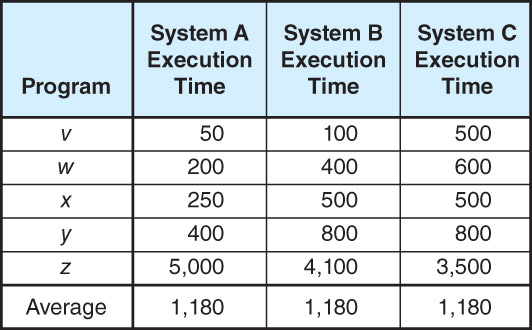 Program System A Execution Time System B Execution Time System C Execution Time
v 50 100 500
w 200 400 600
x 250 500 500
y 400 800 800
z 5,000 4,100 3,500
Average 1,180 1,180 1,180